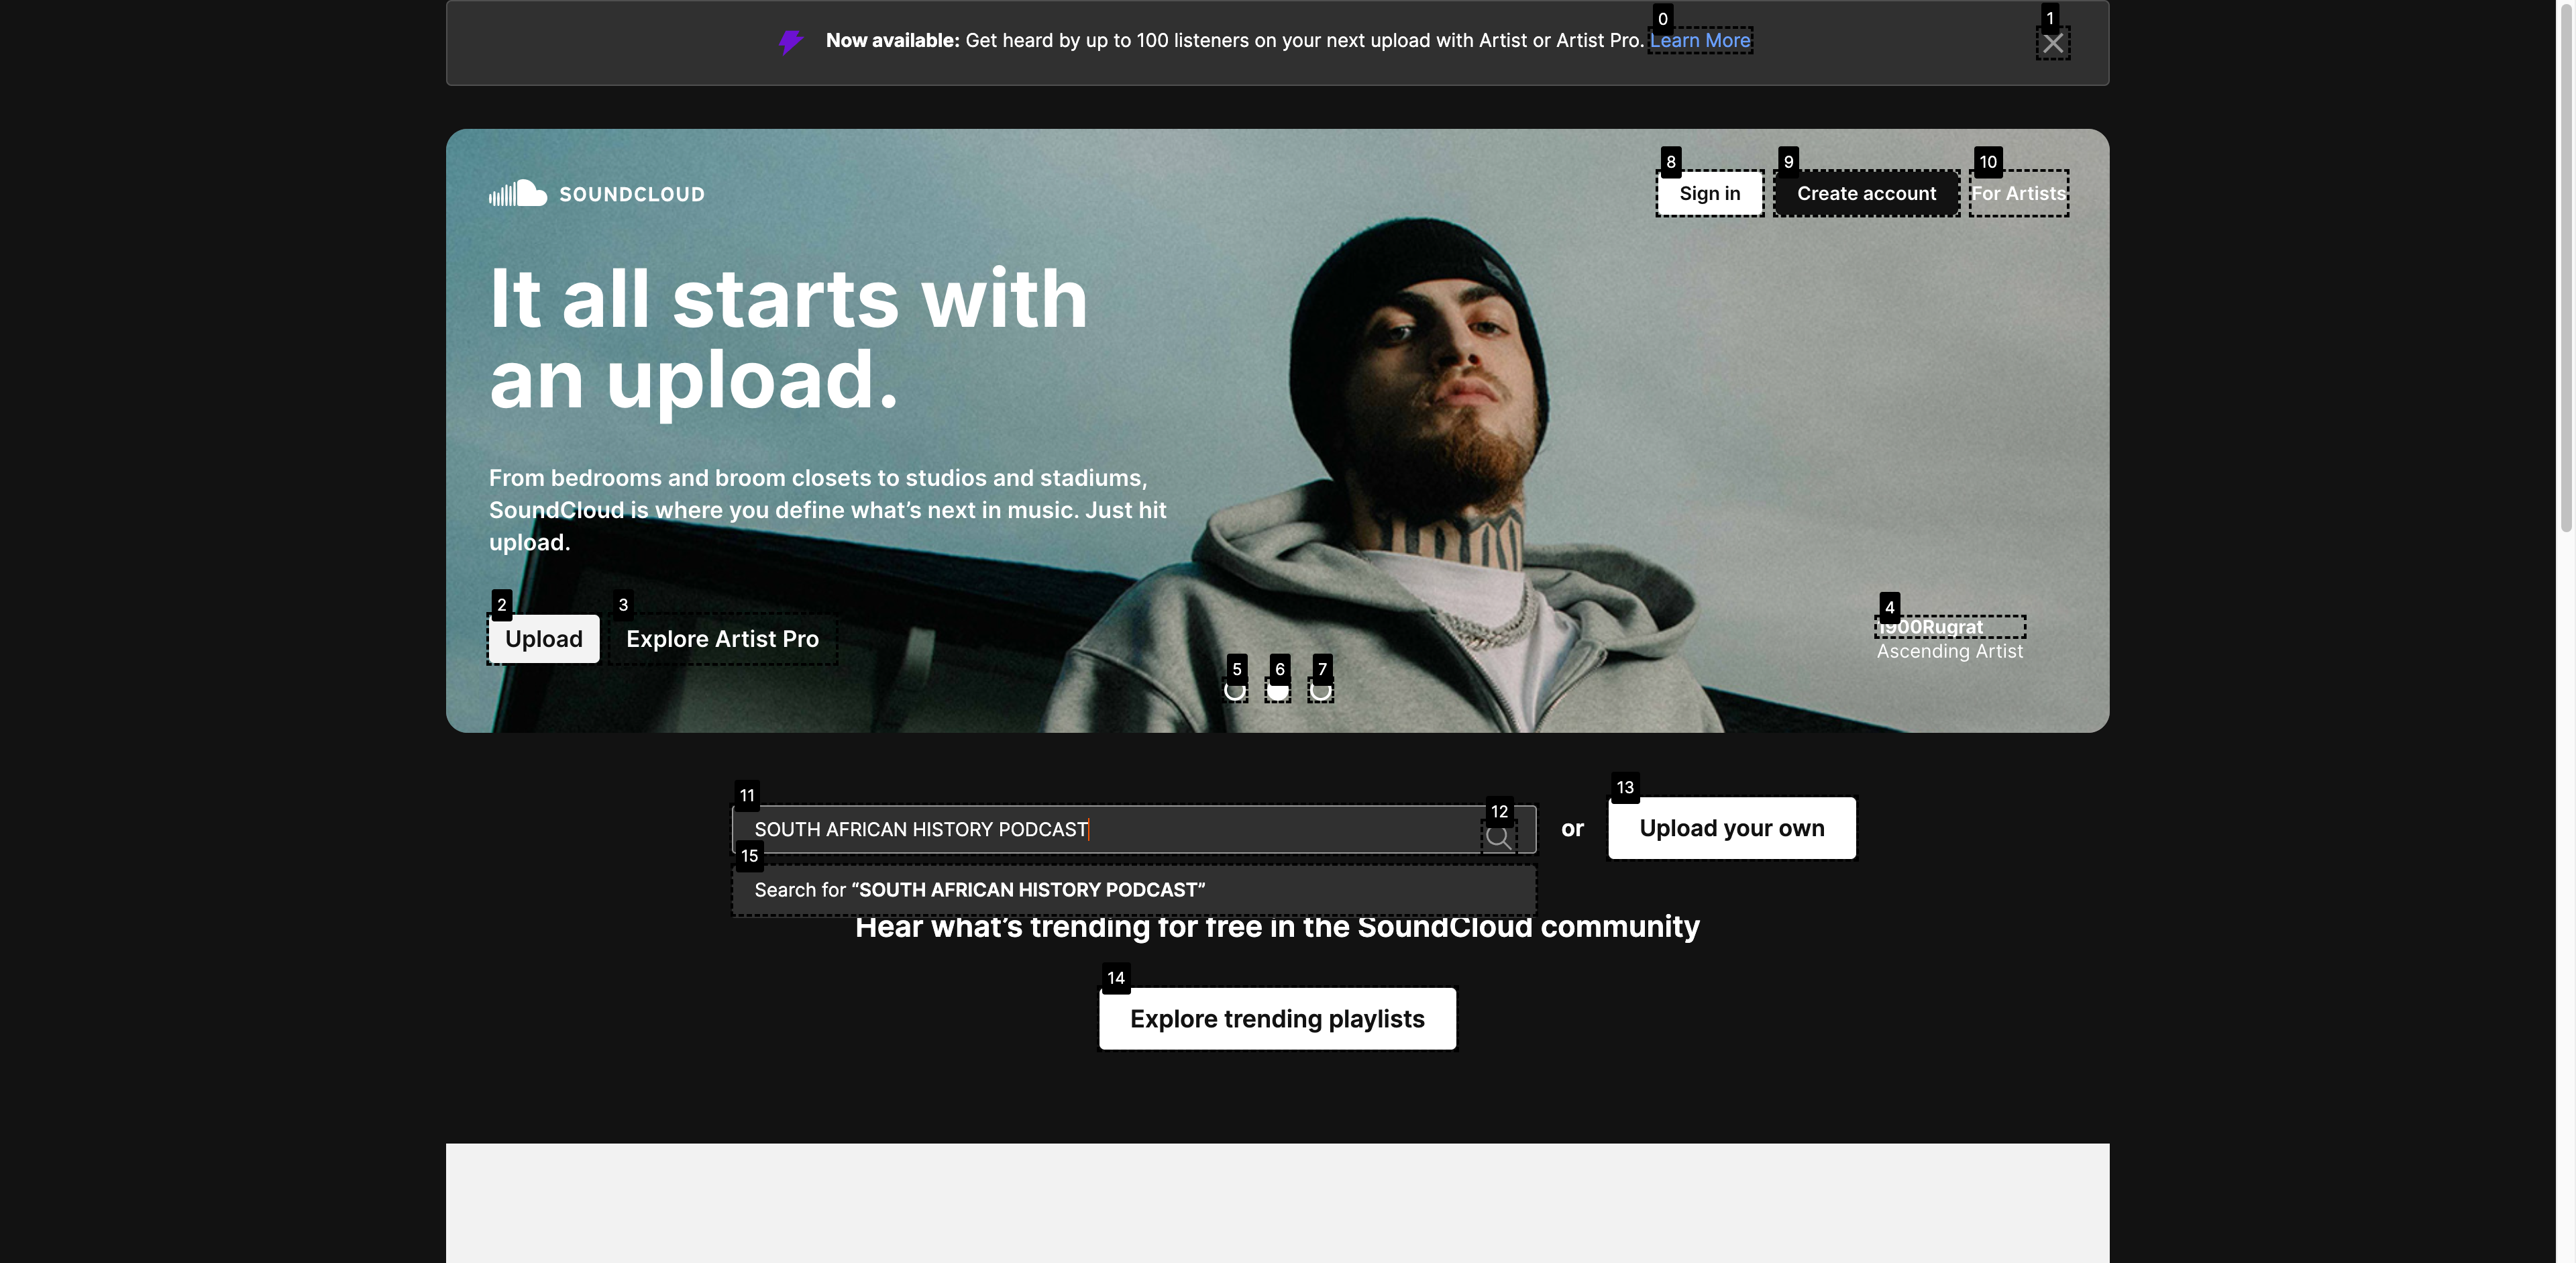 Now available: Get heard by up to 100 listeners on your next upload with Artist or Artist Pro. Learn More
0
1
SOUNDCLOUD
8
Sign in
9
Create account
10
For Artists
It all starts with
an upload.
From bedrooms and broom closets to studios and stadiums,
SoundCloud is where you define what’s next in music. Just hit
upload.
2
Upload
3
Explore Artist Pro
4
1900Rugrat
Ascending Artist
5
6
7
11
SOUTH AFRICAN HISTORY PODCAST
12
or
13
Upload your own
15
Search for “SOUTH AFRICAN HISTORY PODCAST”
Hear what’s trending for free in the SoundCloud community
14
Explore trending playlists